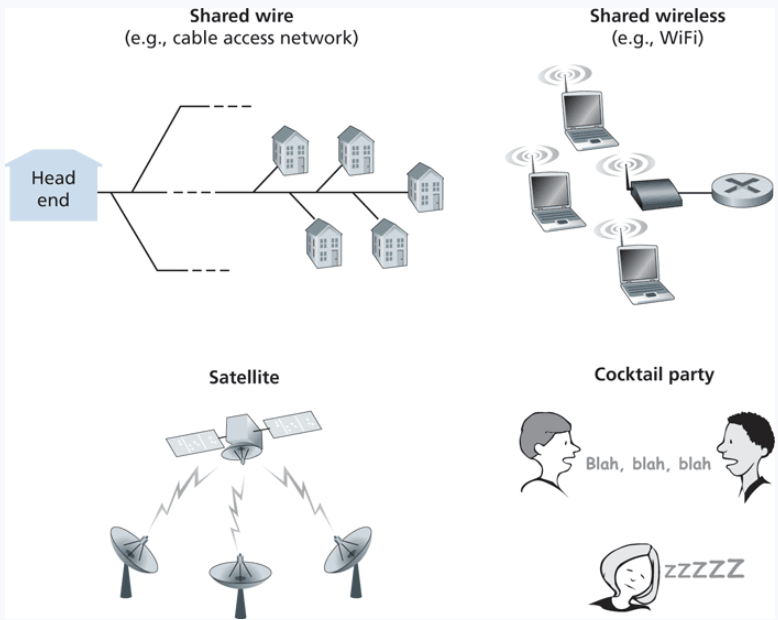 Shared wire
(e.g., cable access network)
Shared wireless
(e.g., WiFi)
Head
end
Satellite
Cocktail party
Blah, blah, blah
zzzzz